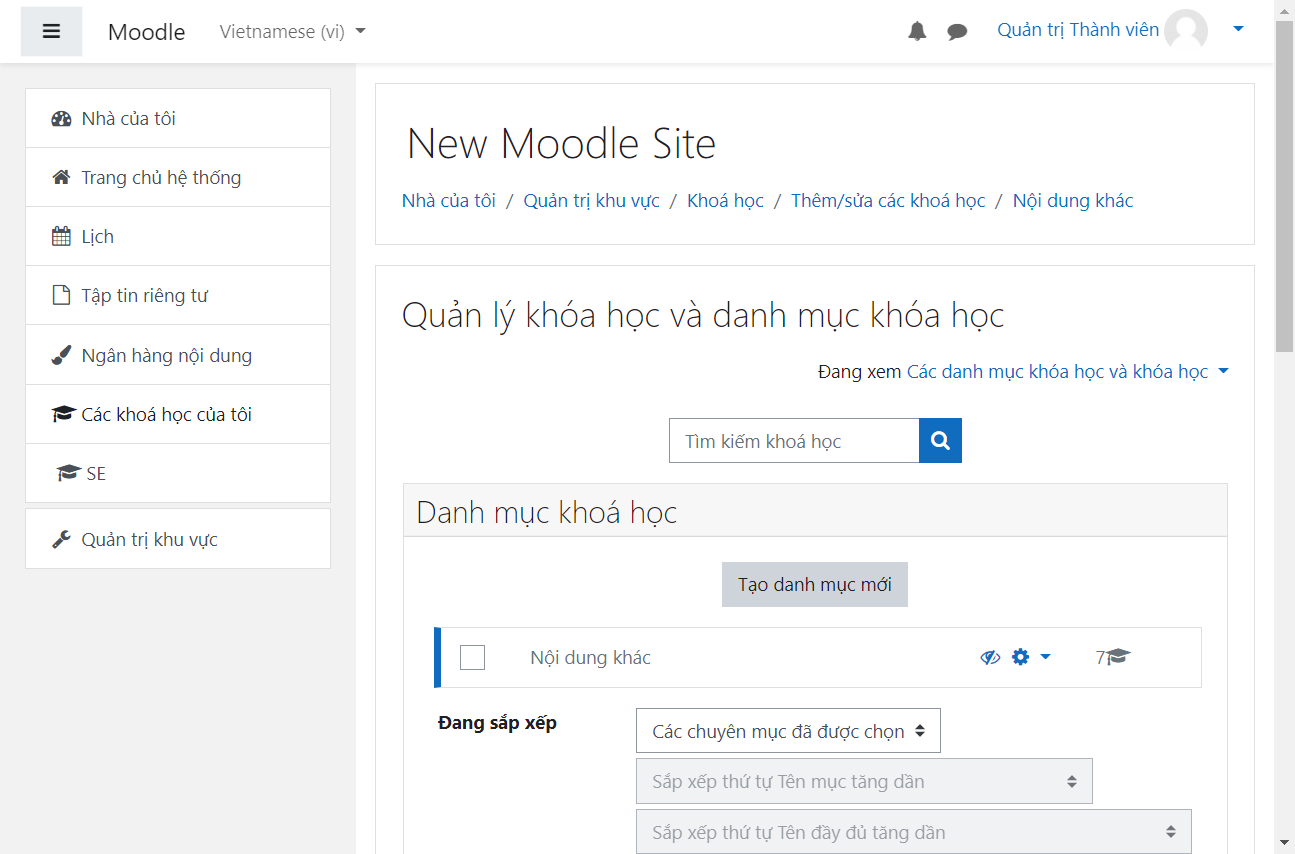 Moodle Vietnamese (vi) Quản trị Thành viên
Nhà của tôi
Trang chủ hệ thống
Lịch
Tập tin riêng tư
Ngân hàng nội dung
Các khoá học của tôi
SE
Quản trị khu vực
New Moodle Site
Nhà của tôi / Quản trị khu vực / Khoá học / Thêm/sửa các khoá học / Nội dung khác
Quản lý khóa học và danh mục khóa học
Đang xem Các danh mục khóa học và khóa học
Tìm kiếm khoá học
Danh mục khoá học
Tạo danh mục mới
Nội dung khác 7
Đang sắp xếp Các chuyên mục đã được chọn
Sắp xếp thứ tự Tên mục tăng dần
Sắp xếp thứ tự Tên đầy đủ tăng dần